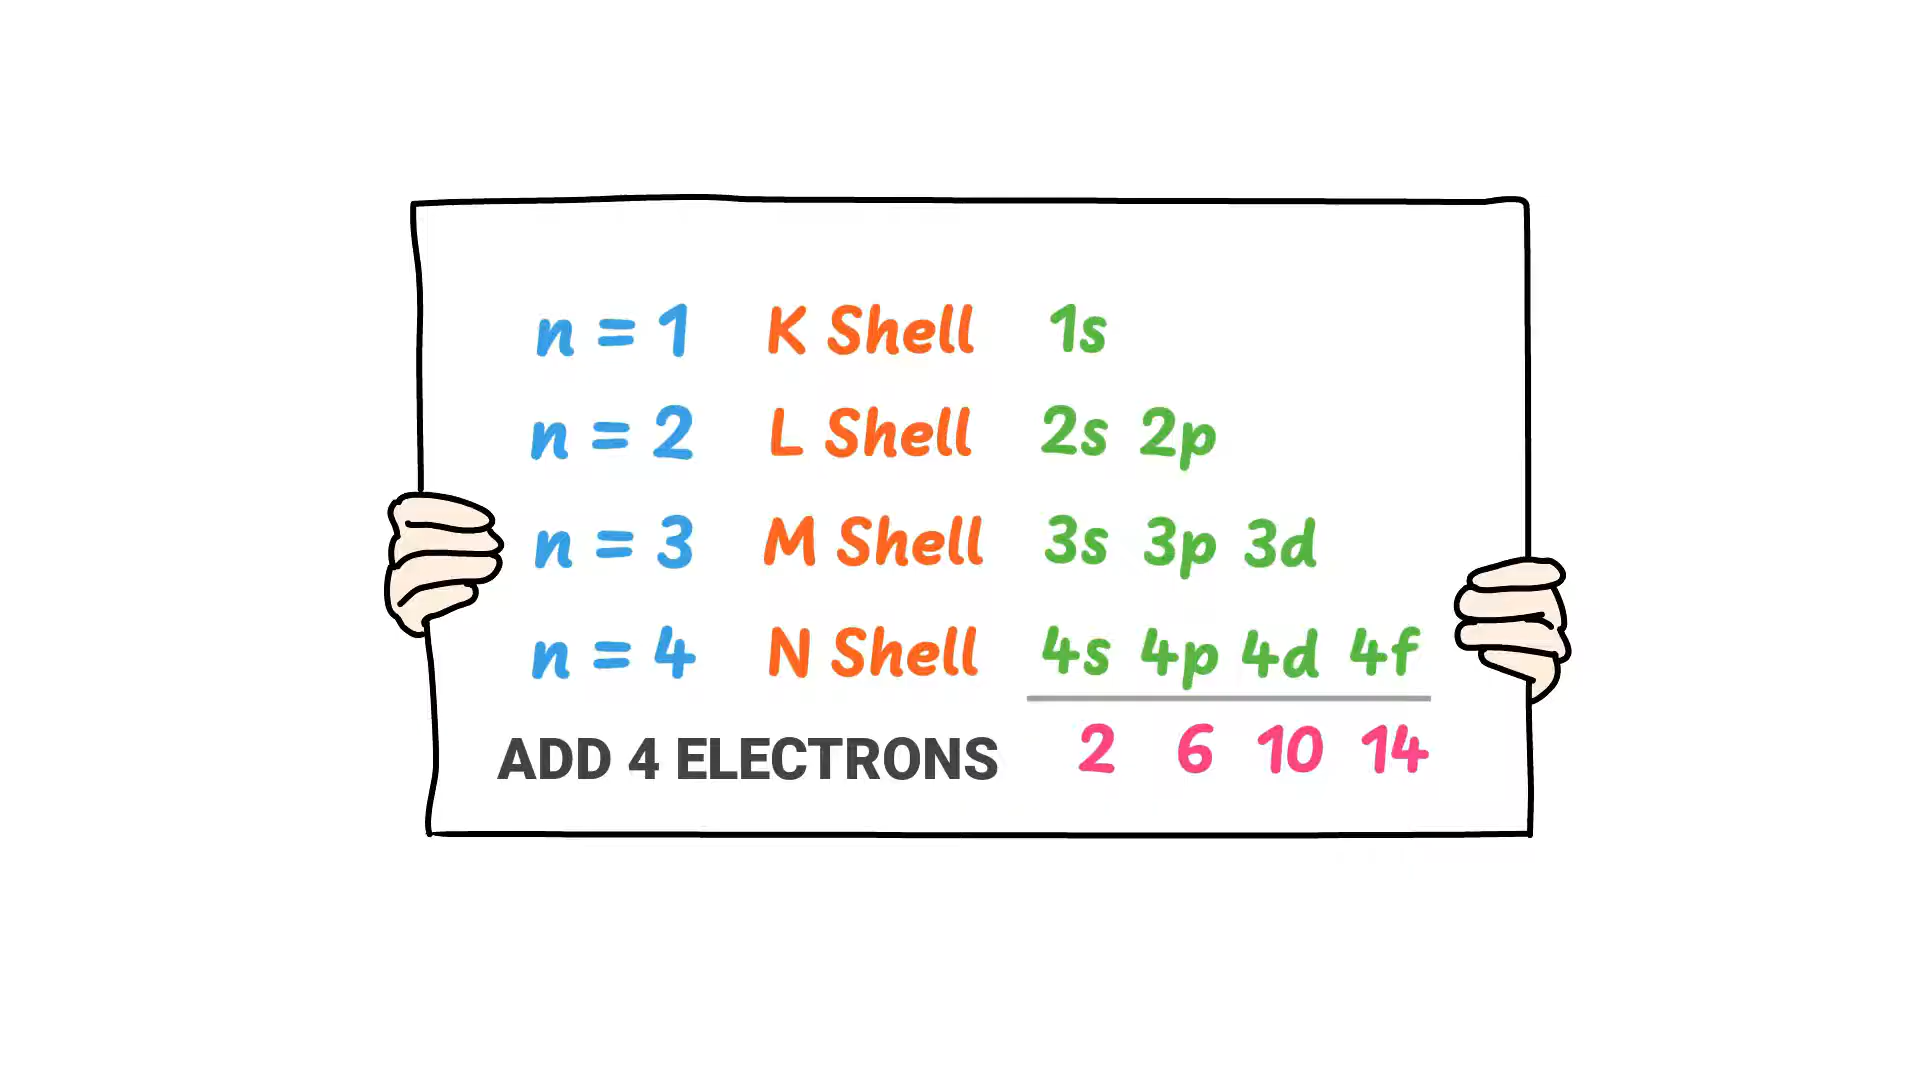 n = 1 K Shell 1s
n = 2 L Shell 2s 2p
n = 3 M Shell 3s 3p 3d
n = 4 N Shell 4s 4p 4d 4f
ADD 4 ELECTRONS 2 6 10 14